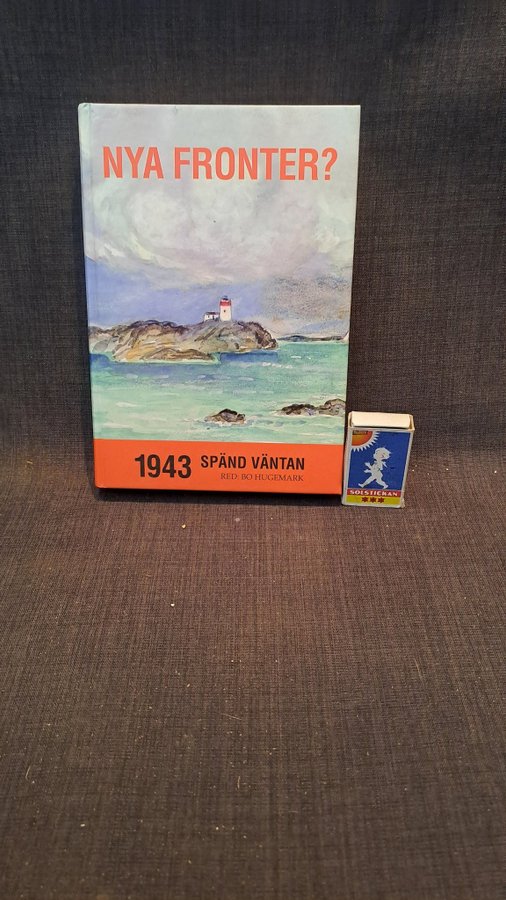 NYA FRONTER?
1943 SPÄND VÄNTAN
RED: BO HUGEMARK
SOLSTICKAN